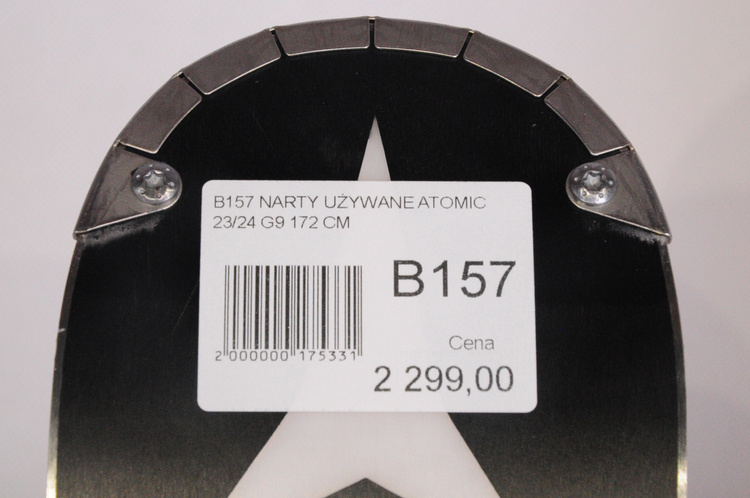 B157 NARTY UŻYWANE ATOMIC
23/24 G9 172 CM
B157
2 000000 175331
Cena
2 299,00